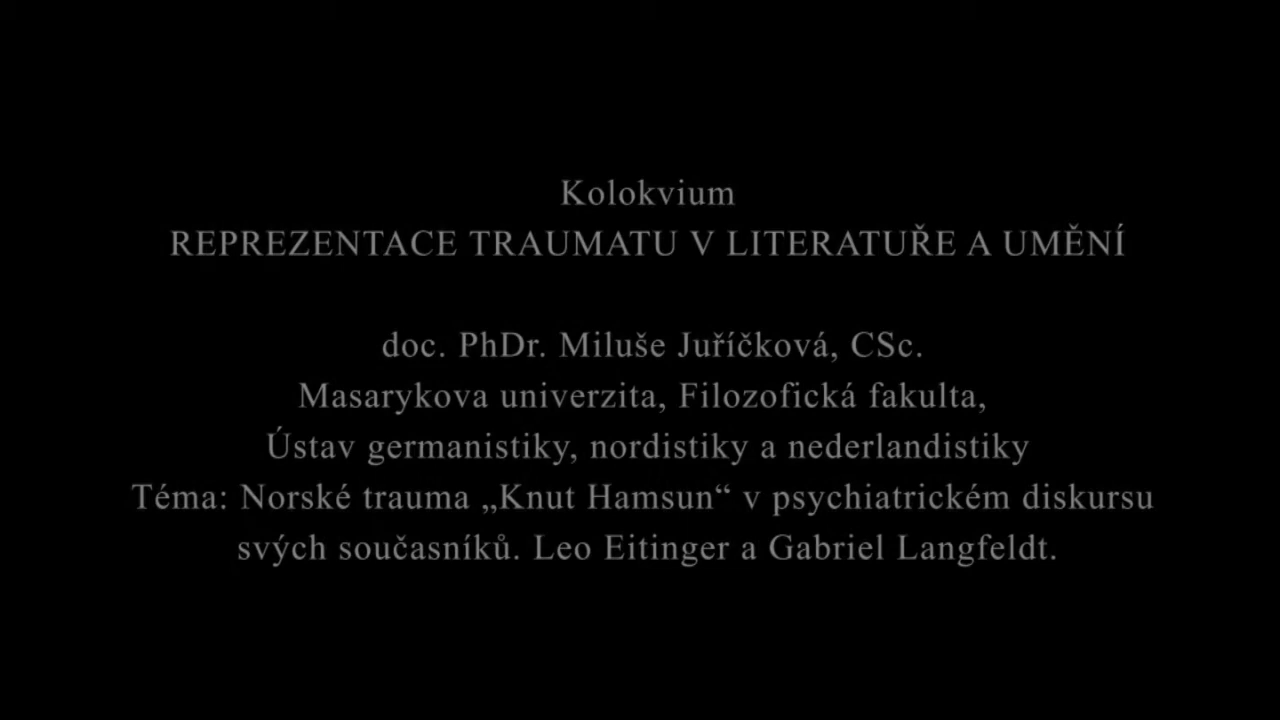 Kolokvium
REPREZENTACE TRAUMATU V LITERATUŘE A UMĚNÍ
doc. PhDr. Miluše Juříčková, CSc.
Masarykova univerzita, Filozofická fakulta,
Ústav germanistiky, nordistiky a nederlandistiky
Téma: Norské trauma „Knut Hamsun“ v psychiatrickém diskursu
svých současníků. Leo Eitinger a Gabriel Langfeldt.